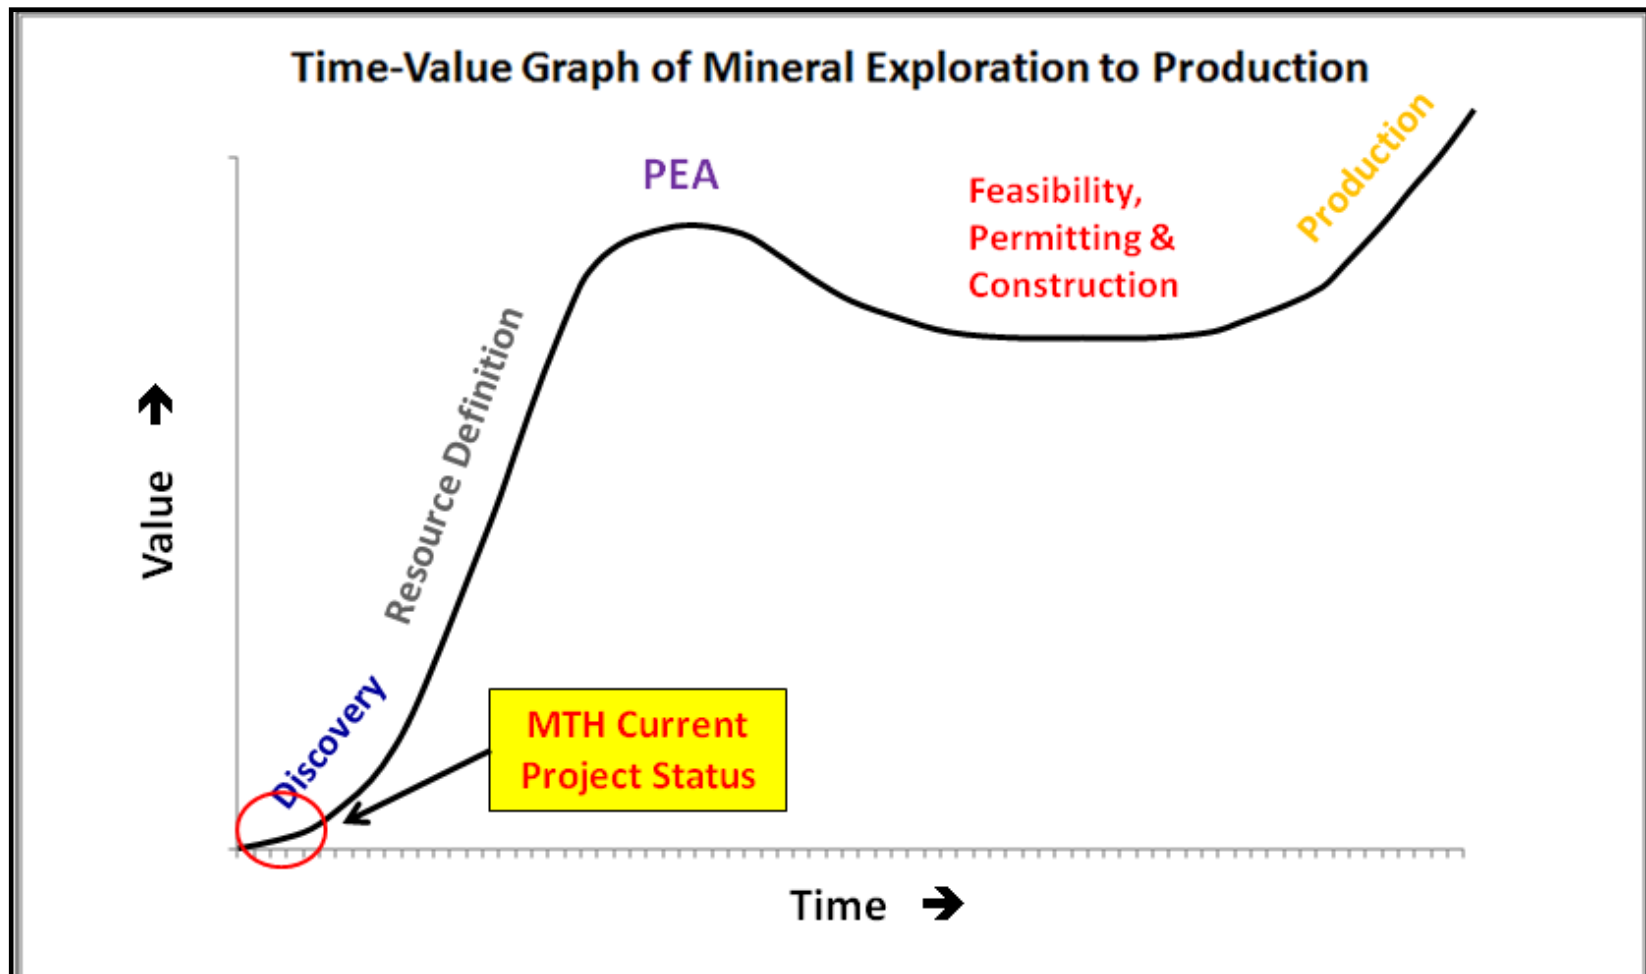 Time-Value Graph of Mineral Exploration to Production
PEA
Feasibility,
Permitting &
Construction
Production
Resource Definition
Discovery
MTH Current
Project Status
Value
Time